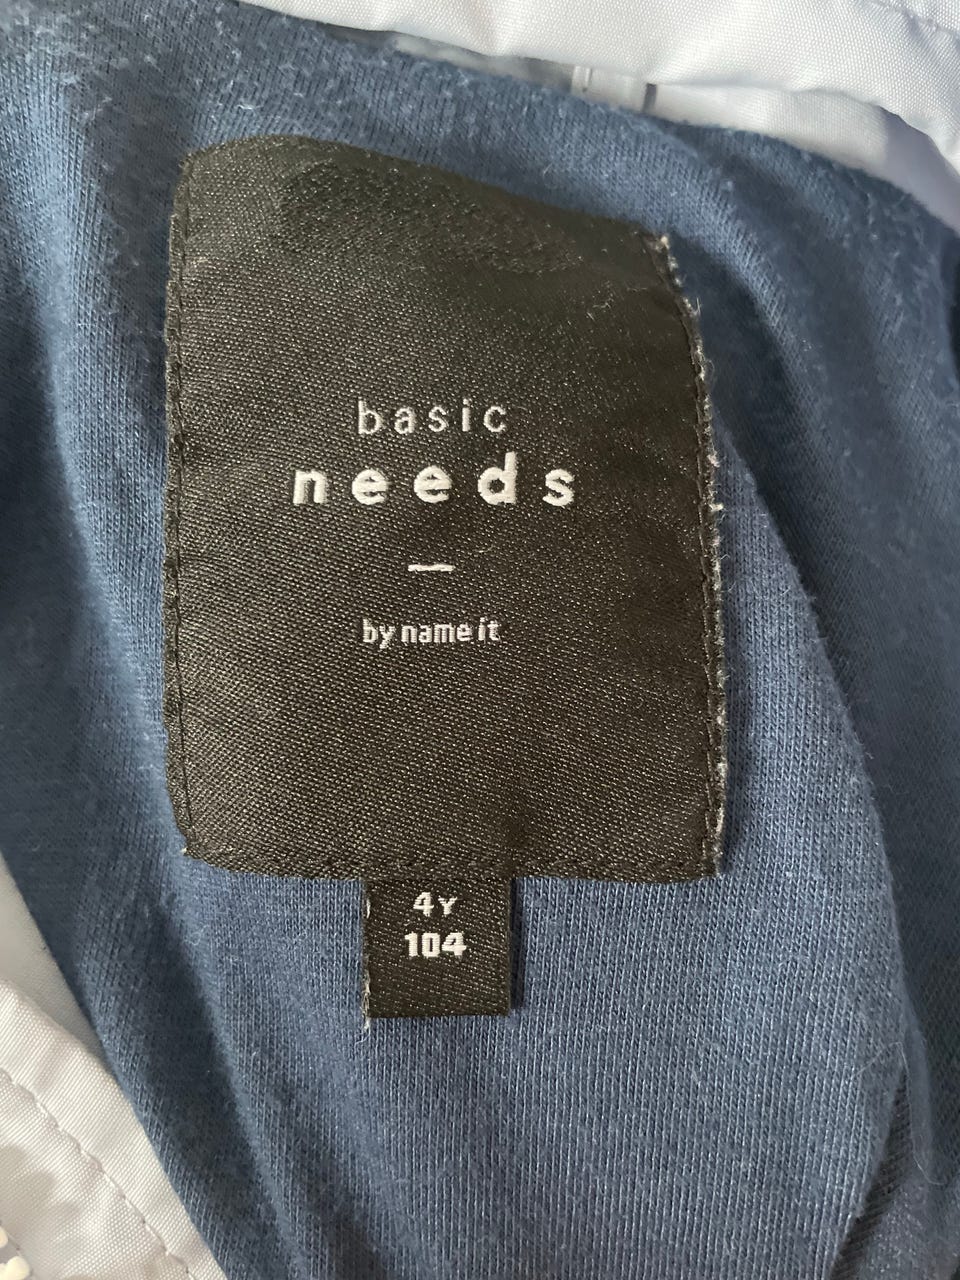 basic
needs
—
by name it
4Y
104